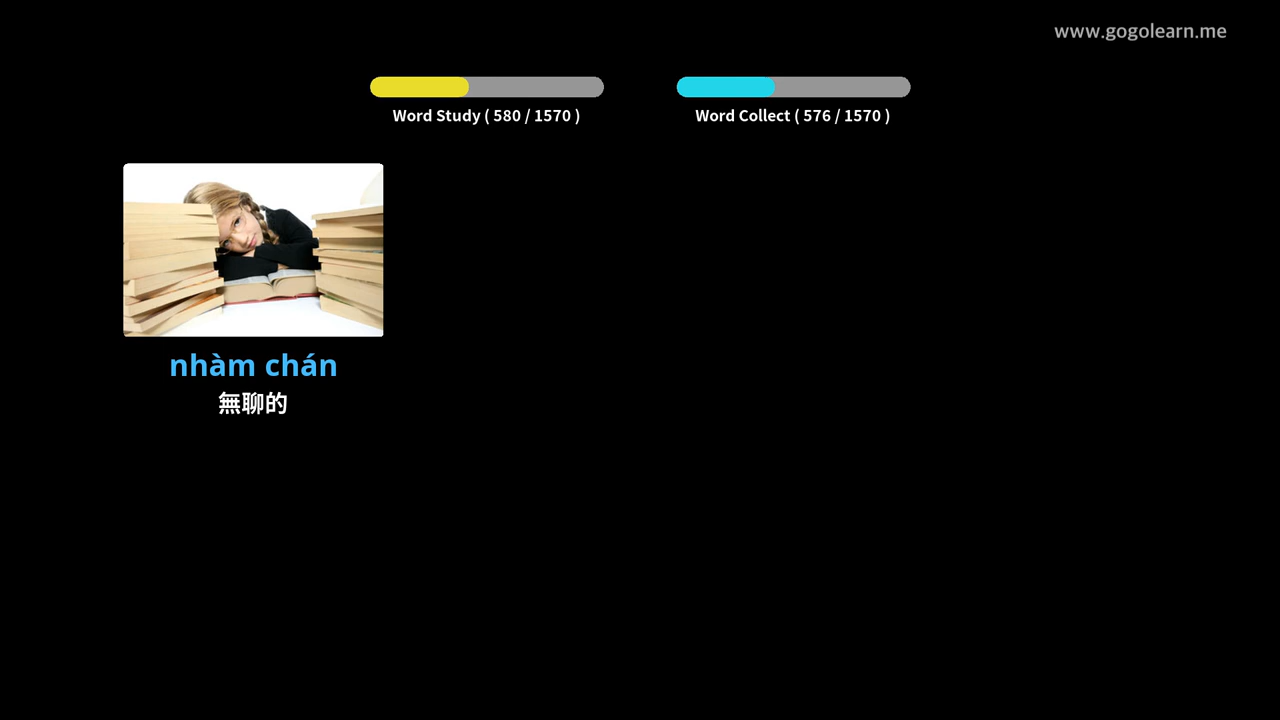 www.gogolearn.me
Word Study ( 580 / 1570 )
Word Collect ( 576 / 1570 )
nhàm chán
無聊的